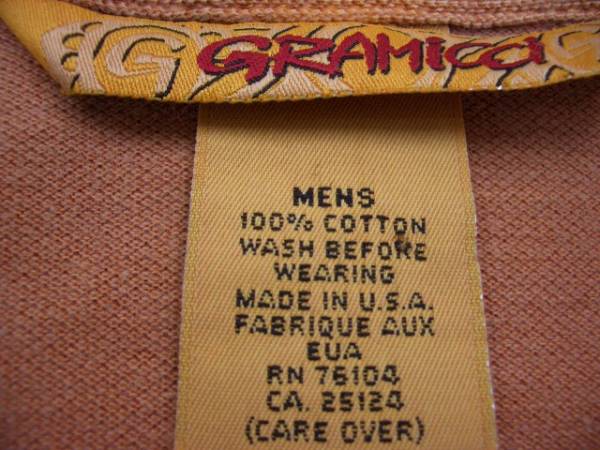 G GRAMICCI G
MENS
100% COTTON
WASH BEFORE
WEARING
MADE IN U.S.A.
FABRIQUE AUX
EUA
RN 76104
CA. 25124
(CARE OVER)